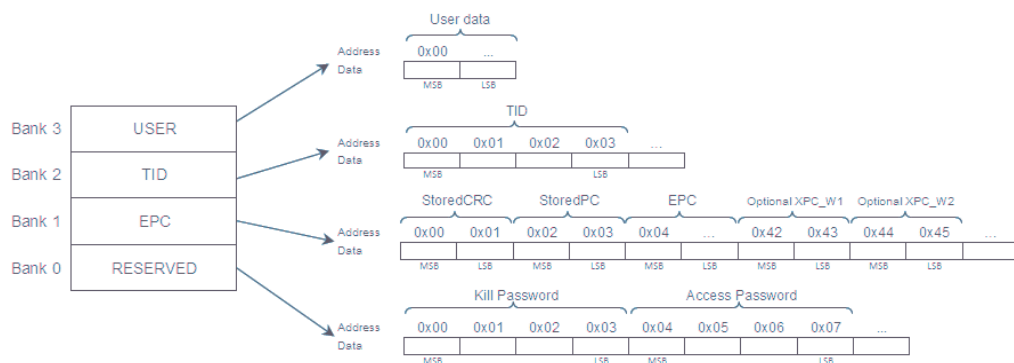 User data
Address 0x00 ...
Data
MSB LSB
Bank 3 USER
TID
Address 0x00 0x01 0x02 0x03 ...
Data
MSB LSB
Bank 2 TID
StoredCRC StoredPC EPC Optional XPC_W1 Optional XPC_W2
Address 0x00 0x01 0x02 0x03 0x04 ... 0x42 0x43 0x44 0x45 ...
Data
MSB LSB MSB LSB MSB LSB MSB LSB MSB LSB
Bank 1 EPC
Bank 0 RESERVED
Kill Password Access Password
Address 0x00 0x01 0x02 0x03 0x04 0x05 0x06 0x07 ...
Data
MSB LSB MSB LSB